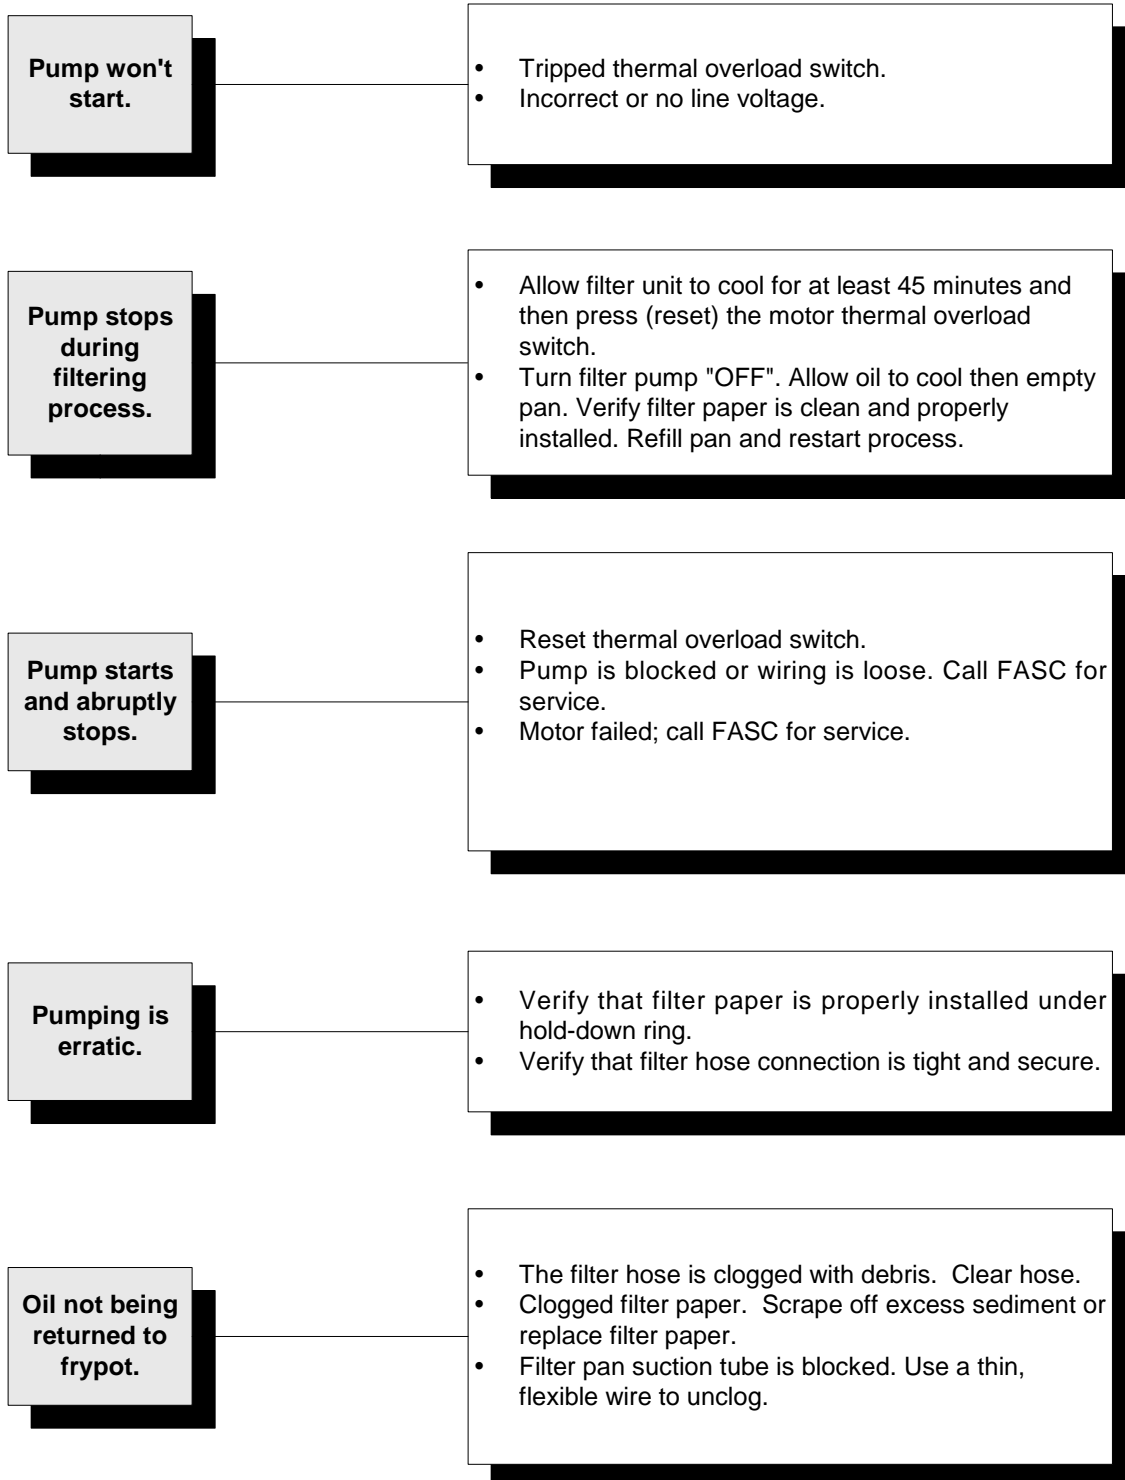 Pump won't
start.
• Tripped thermal overload switch.
• Incorrect or no line voltage.
Pump stops
during
filtering
process.
• Allow filter unit to cool for at least 45 minutes and
then press (reset) the motor thermal overload
switch.
• Turn filter pump "OFF". Allow oil to cool then empty
pan. Verify filter paper is clean and properly
installed. Refill pan and restart process.
Pump starts
and abruptly
stops.
• Reset thermal overload switch.
• Pump is blocked or wiring is loose. Call FASC for
service.
• Motor failed; call FASC for service.
Pumping is
erratic.
• Verify that filter paper is properly installed under
hold-down ring.
• Verify that filter hose connection is tight and secure.
Oil not being
returned to
frypot.
• The filter hose is clogged with debris.  Clear hose.
• Clogged filter paper.  Scrape off excess sediment or
replace filter paper.
• Filter pan suction tube is blocked. Use a thin,
flexible wire to unclog.